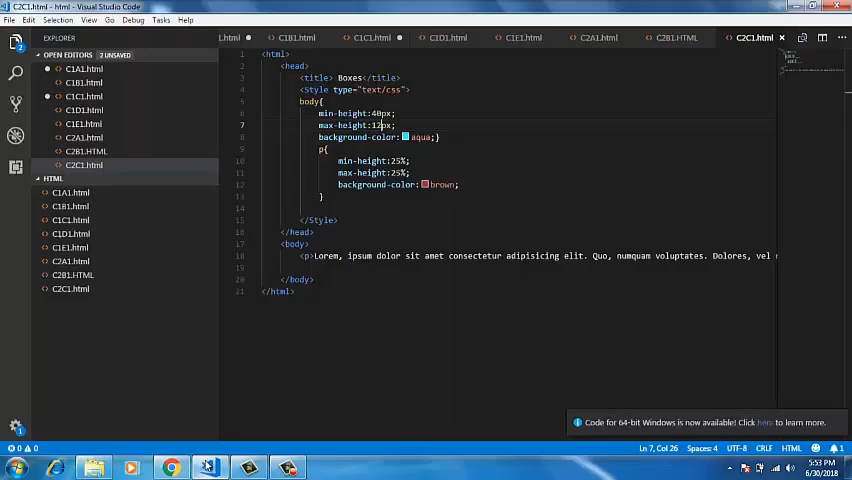 C2C1.html - html - Visual Studio Code
File Edit Selection View Go Debug Tasks Help
EXPLORER
.html C1B1.html C1C1.html C1D1.html C1E1.html C2A1.html C2B1.HTML C2C1.html
OPEN EDITORS 2 UNSAVED
C1A1.html
C1B1.html
C1C1.html
C1D1.html
C1E1.html
C2A1.html
C2B1.HTML
C2C1.html
HTML
C1A1.html
C1B1.html
C1C1.html
C1D1.html
C1E1.html
C2A1.html
C2B1.HTML
C2C1.html
1 <html>
2 <head>
3 <title> Boxes</title>
4 <Style type="text/css">
5 body{
6 min-height:40px;
7 max-height:12px;
8 background-color: aqua;}
9 p{
10 min-height:25%;
11 max-height:25%;
12 background-color: brown;
13 }
14
15 </Style>
16 </head>
17 <body>
18 <p>Lorem, ipsum dolor sit amet consectetur adipisicing elit. Quo, numquam voluptates. Dolores, vel
19
20 </body>
21 </html>
Code for 64-bit Windows is now available! Click here to learn more.
0 0 Ln 7, Col 26 Spaces: 4 UTF-8 CRLF HTML 1
5:53 PM
6/30/2018